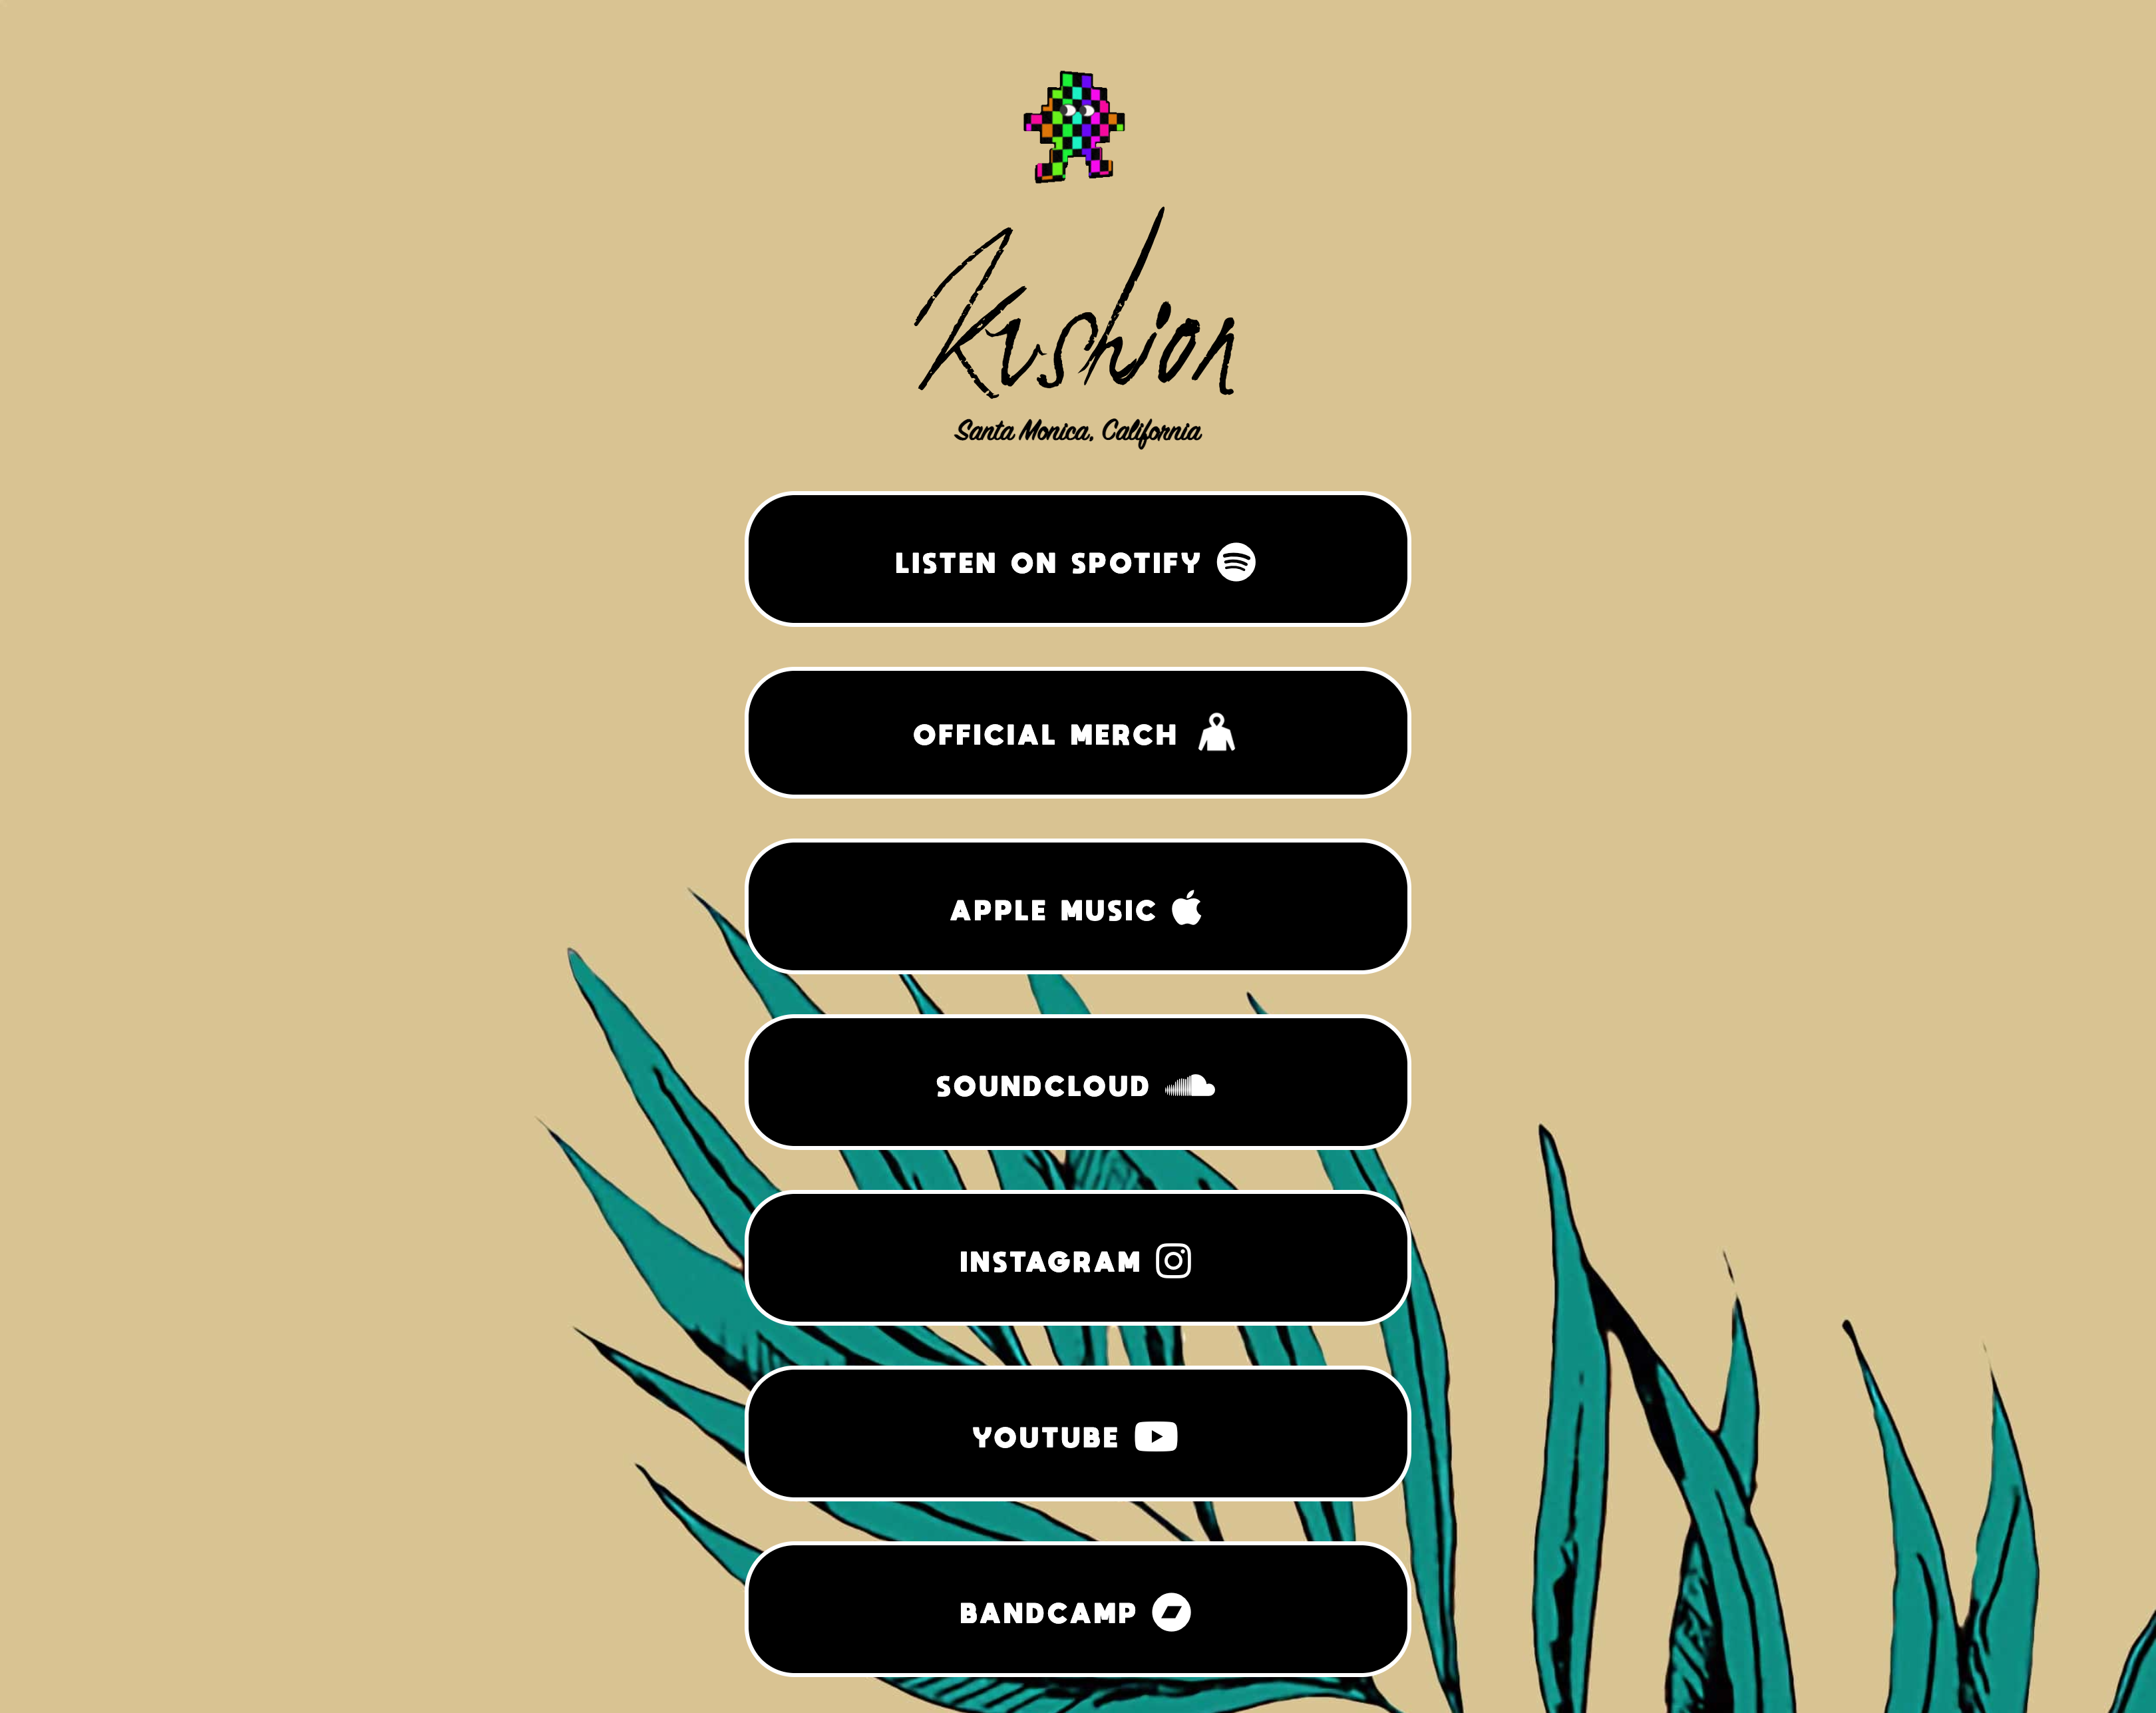 Kushion
Santa Monica, California
LISTEN ON SPOTIFY
OFFICIAL MERCH
APPLE MUSIC
SOUNDCLOUD
INSTAGRAM
YOUTUBE
BANDCAMP